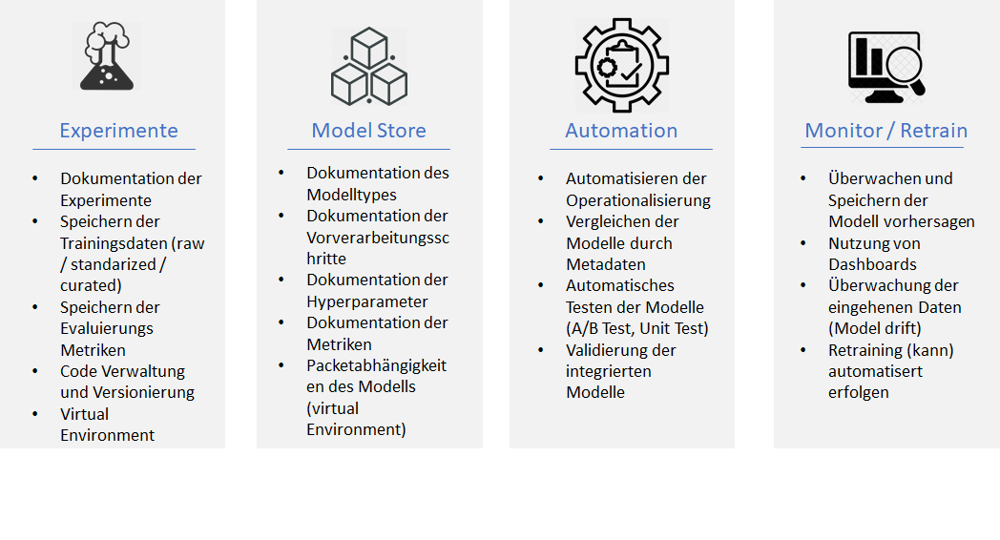 Experimente
• Dokumentation der
Experimente
• Speichern der
Trainingsdaten (raw
/ standarized /
curated)
• Speichern der
Evaluierungs
Metriken
• Code Verwaltung
und Versionierung
• Virtual
Environment
Model Store
• Dokumentation des
Modelltypes
• Dokumentation der
Vorverarbeitungssc
hritte
• Dokumentation der
Hyperparameter
• Dokumentation der
Metriken
• Packetabhängigkeit
en des Modells
(virtual
Environment)
Automation
• Automatisieren der
Operationalisierung
• Vergleichen der
Modelle durch
Metadaten
• Automatisches
Testen der Modelle
(A/B Test, Unit Test)
• Validierung der
integrierten
Modelle
Monitor / Retrain
• Überwachen und
Speichern der
Modell vorhersagen
• Nutzung von
Dashboards
• Überwachung der
eingehenen Daten
(Model drift)
• Retraining (kann)
automatisert
erfolgen